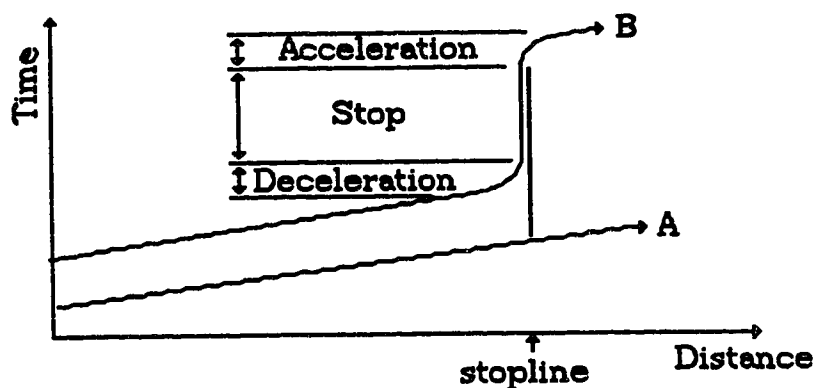 B
Acceleration
Time
Stop
Deceleration
A
stopline
Distance